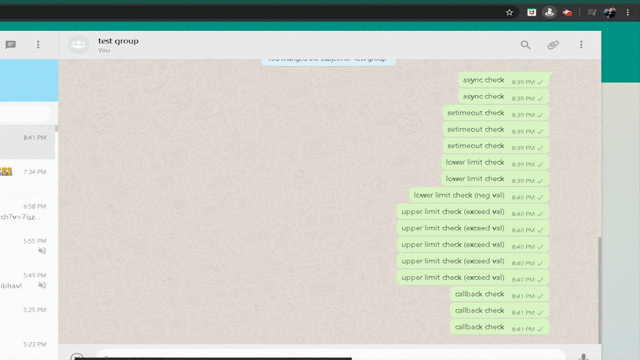 test group
You
8:41 PM
7:34 PM
6:58 PM
5:55 PM
5:49 PM
ibhav!
5:25 PM
5:23 PM
You changed the subject to "test group"
async check 8:39 PM
async check 8:39 PM
setimeout check 8:39 PM
setimeout check 8:39 PM
setimeout check 8:39 PM
lower limit check 8:39 PM
lower limit check 8:39 PM
lower limit check (neg val) 8:40 PM
upper limit check (exceed val) 8:40 PM
upper limit check (exceed val) 8:40 PM
upper limit check (exceed val) 8:40 PM
upper limit check (exceed val) 8:40 PM
upper limit check (exceed val) 8:40 PM
callback check 8:41 PM
callback check 8:41 PM
callback check 8:41 PM